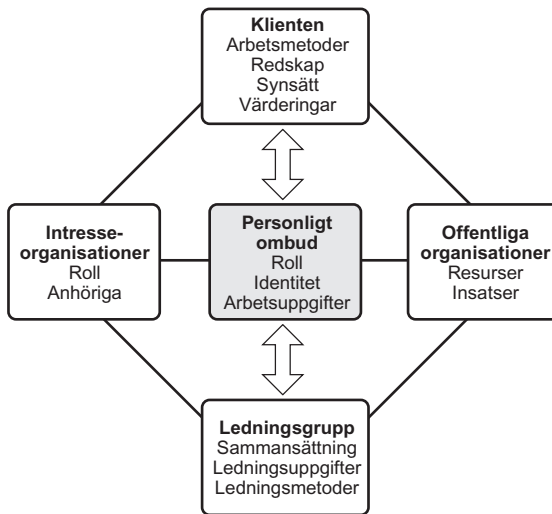 Klienten
Arbetsmetoder
Redskap
Synsätt
Värderingar
Intresse-
organisationer
Roll
Anhöriga
Personligt
ombud
Roll
Identitet
Arbetsuppgifter
Offentliga
organisationer
Resurser
Insatser
Ledningsgrupp
Sammansättning
Ledningsuppgifter
Ledningsmetoder